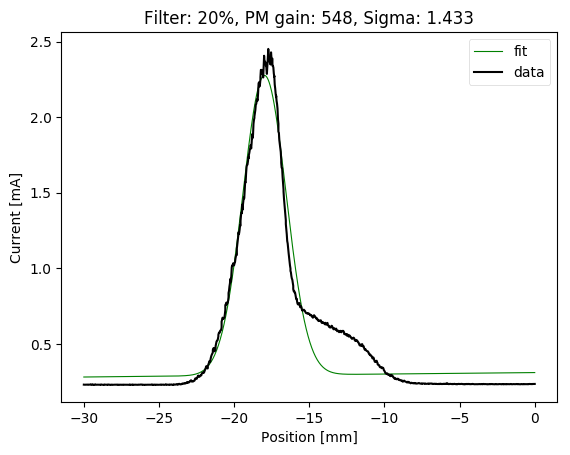 Filter: 20%, PM gain: 548, Sigma: 1.433
fit
data
2.5
2.0
1.5
1.0
0.5
Current [mA]
−30
−25
−20
−15
−10
−5
0
Position [mm]